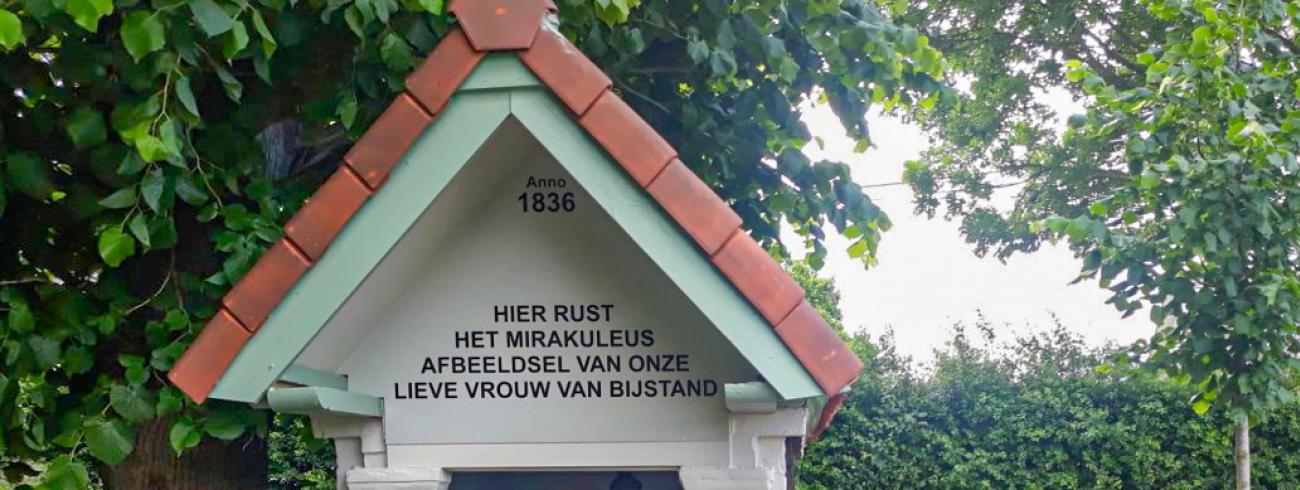 Anno
1836
HIER RUST
HET MIRAKULEUS
AFBEELDSEL VAN ONZE
LIEVE VROUW VAN BIJSTAND